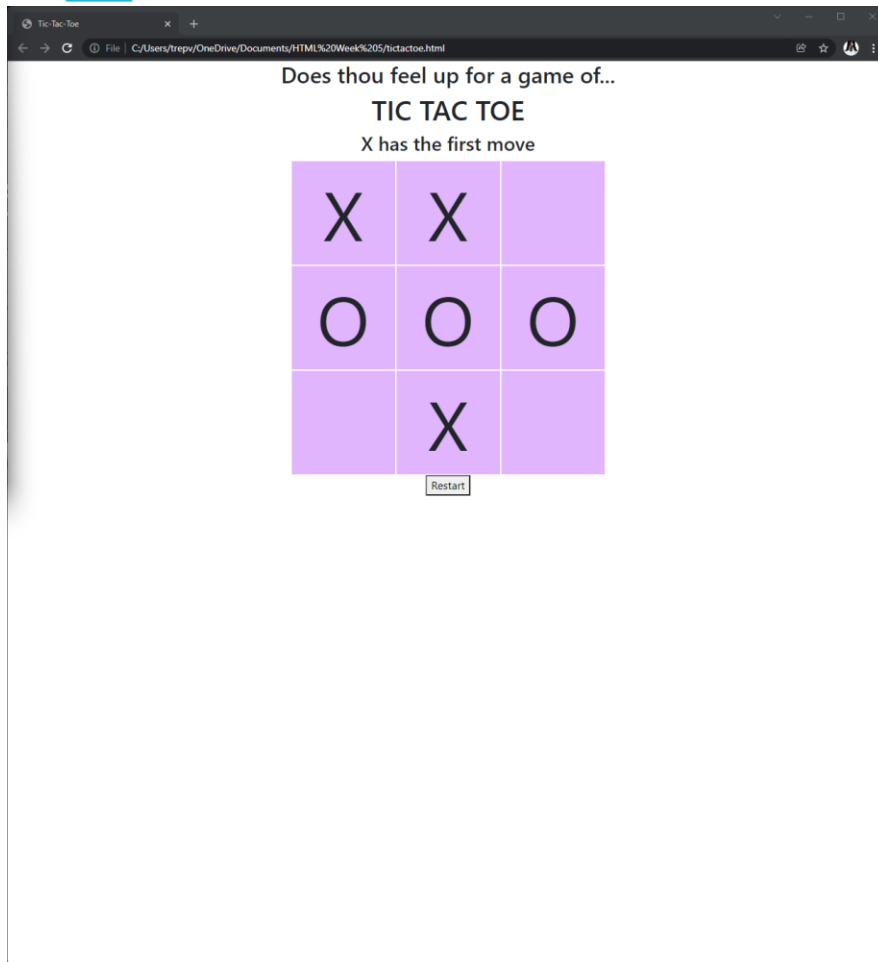 Tic-Tac-Toe
File | C:/Users/trepv/OneDrive/Documents/HTML%20Week%205/tictactoe.html
Does thou feel up for a game of...
TIC TAC TOE
X has the first move
X X
O O O
X
Restart